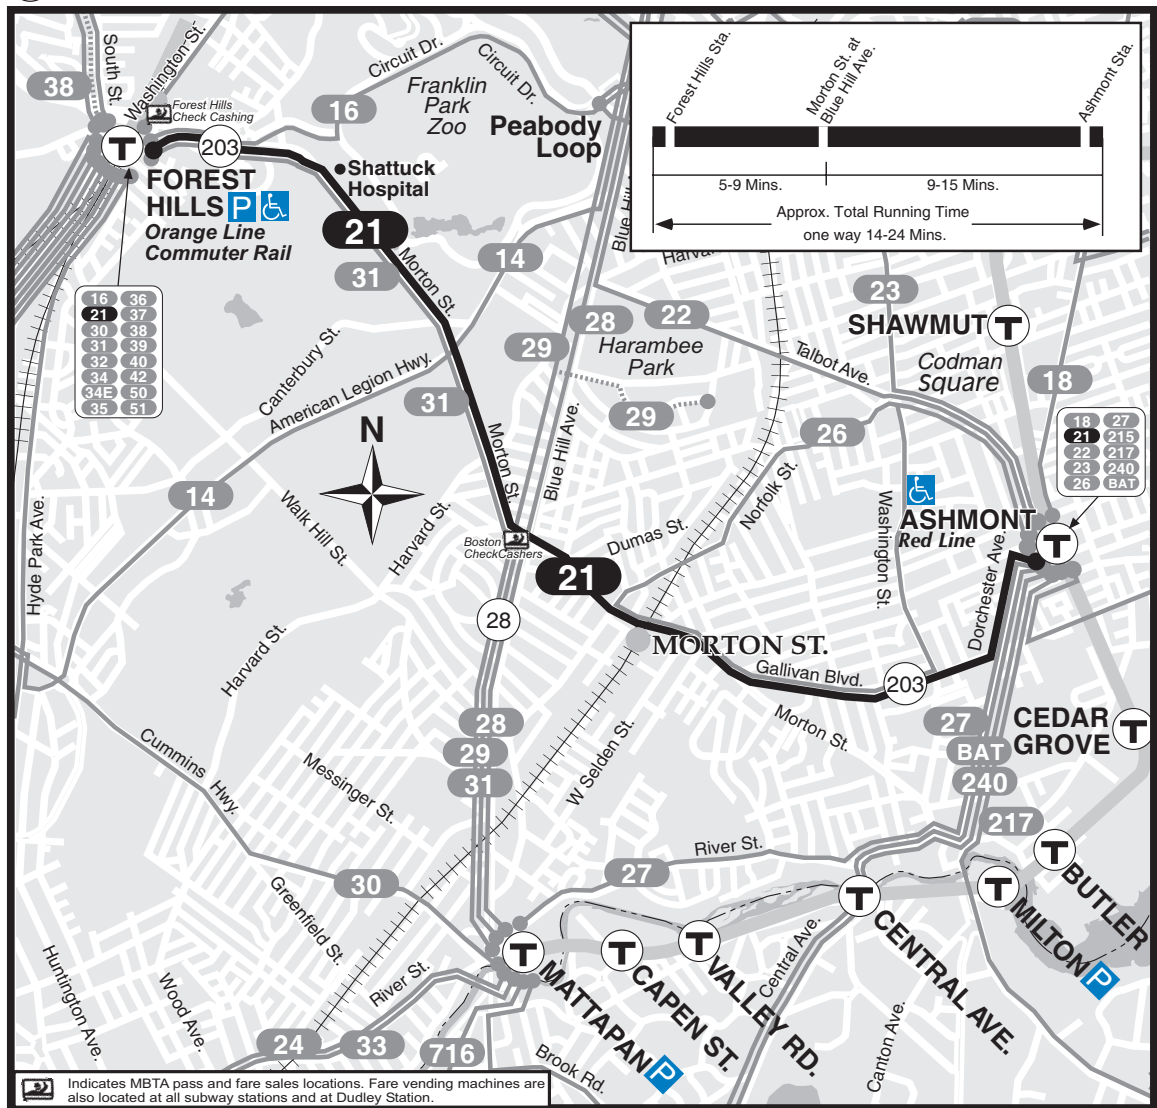 South St.
Washington St.
38
Forest Hills
Check Cashing
T
203
FOREST
HILLS P
Orange Line
Commuter Rail
Circuit Dr.
Circuit Dr.
Franklin
Park
Zoo
16
Peabody
Loop
Shattuck
Hospital
21
31
Morton St.
14
Forest Hills Sta.
Morton St. at
Blue Hill Ave.
Ashmont Sta.
5-9 Mins.
9-15 Mins.
Approx. Total Running Time
one way 14-24 Mins.
Blue Hill
Harvar
16 36
21 37
30 38
31 39
32 40
34 42
34E 50
35 51
Canterbury St.
American Legion Hwy.
31
29
28
22
Harambee
Park
29
Talbot Ave.
23
SHAWMUT T
Codman
Square
18
18 27
21 215
22 217
23 240
26 BAT
N
14
Walk Hill St.
Harvard St.
Morton St.
Blue Hill Ave.
26
Norfolk St.
Washington St.
ASHMONT
Red Line
T
Hyde Park Ave.
Boston
CheckCashers
Dumas St.
21
28
Harvard St.
MORTON ST.
Gallivan Blvd.
203
Dorchester Ave.
Morton St.
27
BAT
240
217
CEDAR
GROVE
T
Cummins Hwy.
Messinger St.
28
29
31
W Selden St.
River St.
27
30
Greenfield St.
River St.
T
MATTAPAN P
T
CAPEN ST.
T
VALLEY RD.
Central Ave.
T
CENTRAL AVE.
T
MILTON P
T
BUTLER
Huntington Ave.
Wood Ave.
24
33
716
Brook Rd.
Canton Ave.
Indicates MBTA pass and fare sales locations. Fare vending machines are
also located at all subway stations and at Dudley Station.